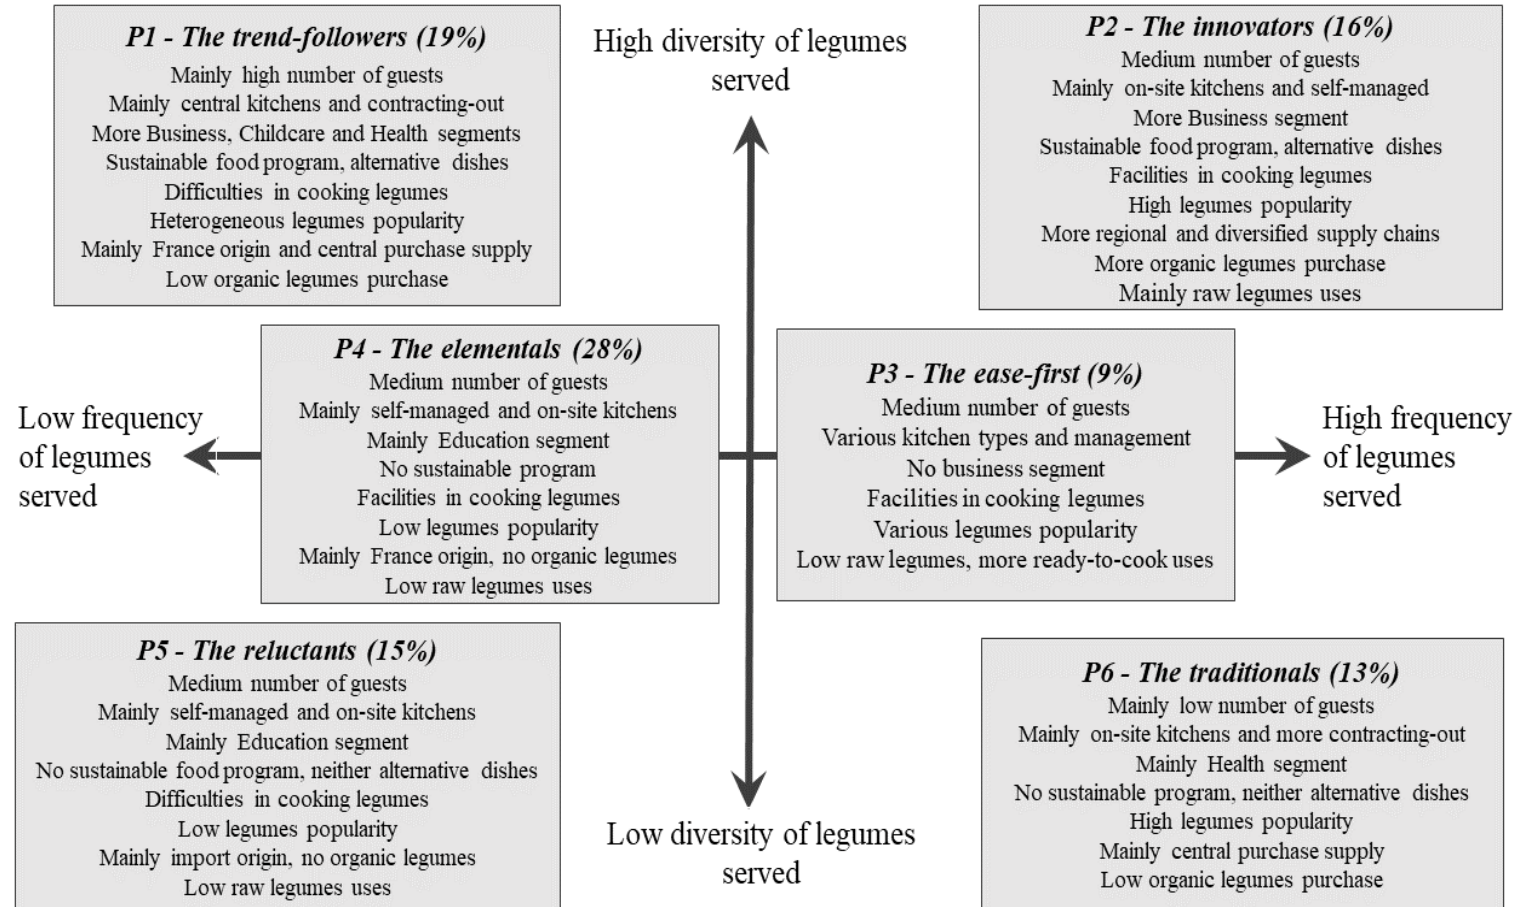 P1 - The trend-followers (19%)
Mainly high number of guests
Mainly central kitchens and contracting-out
More Business, Childcare and Health segments
Sustainable food program, alternative dishes
Difficulties in cooking legumes
Heterogeneous legumes popularity
Mainly France origin and central purchase supply
Low organic legumes purchase
High diversity of legumes
served
P2 - The innovators (16%)
Medium number of guests
Mainly on-site kitchens and self-managed
More Business segment
Sustainable food program, alternative dishes
Facilities in cooking legumes
High legumes popularity
More regional and diversified supply chains
More organic legumes purchase
Mainly raw legumes uses
Low frequency
of legumes
served
P4 - The elementals (28%)
Medium number of guests
Mainly self-managed and on-site kitchens
Mainly Education segment
No sustainable program
Facilities in cooking legumes
Low legumes popularity
Mainly France origin, no organic legumes
Low raw legumes uses
P3 - The ease-first (9%)
Medium number of guests
Various kitchen types and management
No business segment
Facilities in cooking legumes
Various legumes popularity
Low raw legumes, more ready-to-cook uses
High frequency
of legumes
served
P5 - The reluctants (15%)
Medium number of guests
Mainly self-managed and on-site kitchens
Mainly Education segment
No sustainable food program, neither alternative dishes
Difficulties in cooking legumes
Low legumes popularity
Mainly import origin, no organic legumes
Low raw legumes uses
Low diversity of legumes
served
P6 - The traditionals (13%)
Mainly low number of guests
Mainly on-site kitchens and more contracting-out
Mainly Health segment
No sustainable program, neither alternative dishes
High legumes popularity
Mainly central purchase supply
Low organic legumes purchase